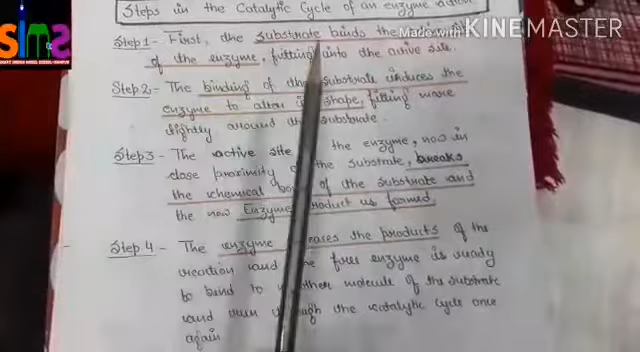 KINEMASTER
Steps in the Catalytic Cycle of an enzyme action
sims
Step 1 - First, the substrate binds the
of the enzyme, fitting into the active site.
Step 2 - The binding of the substrate induces the
enzyme to alter its shape, fitting more
tightly around the substrate.
Step 3 - The active site of the enzyme, now in
close proximity of the substrate, breaks
the chemical bond of the substrate and
the new Enzyme product is formed.
Step 4 - The enzyme releases the products of the
reaction and the free enzyme is ready
to bind to another molecule of the substrate
and run through the catalytic cycle once
again